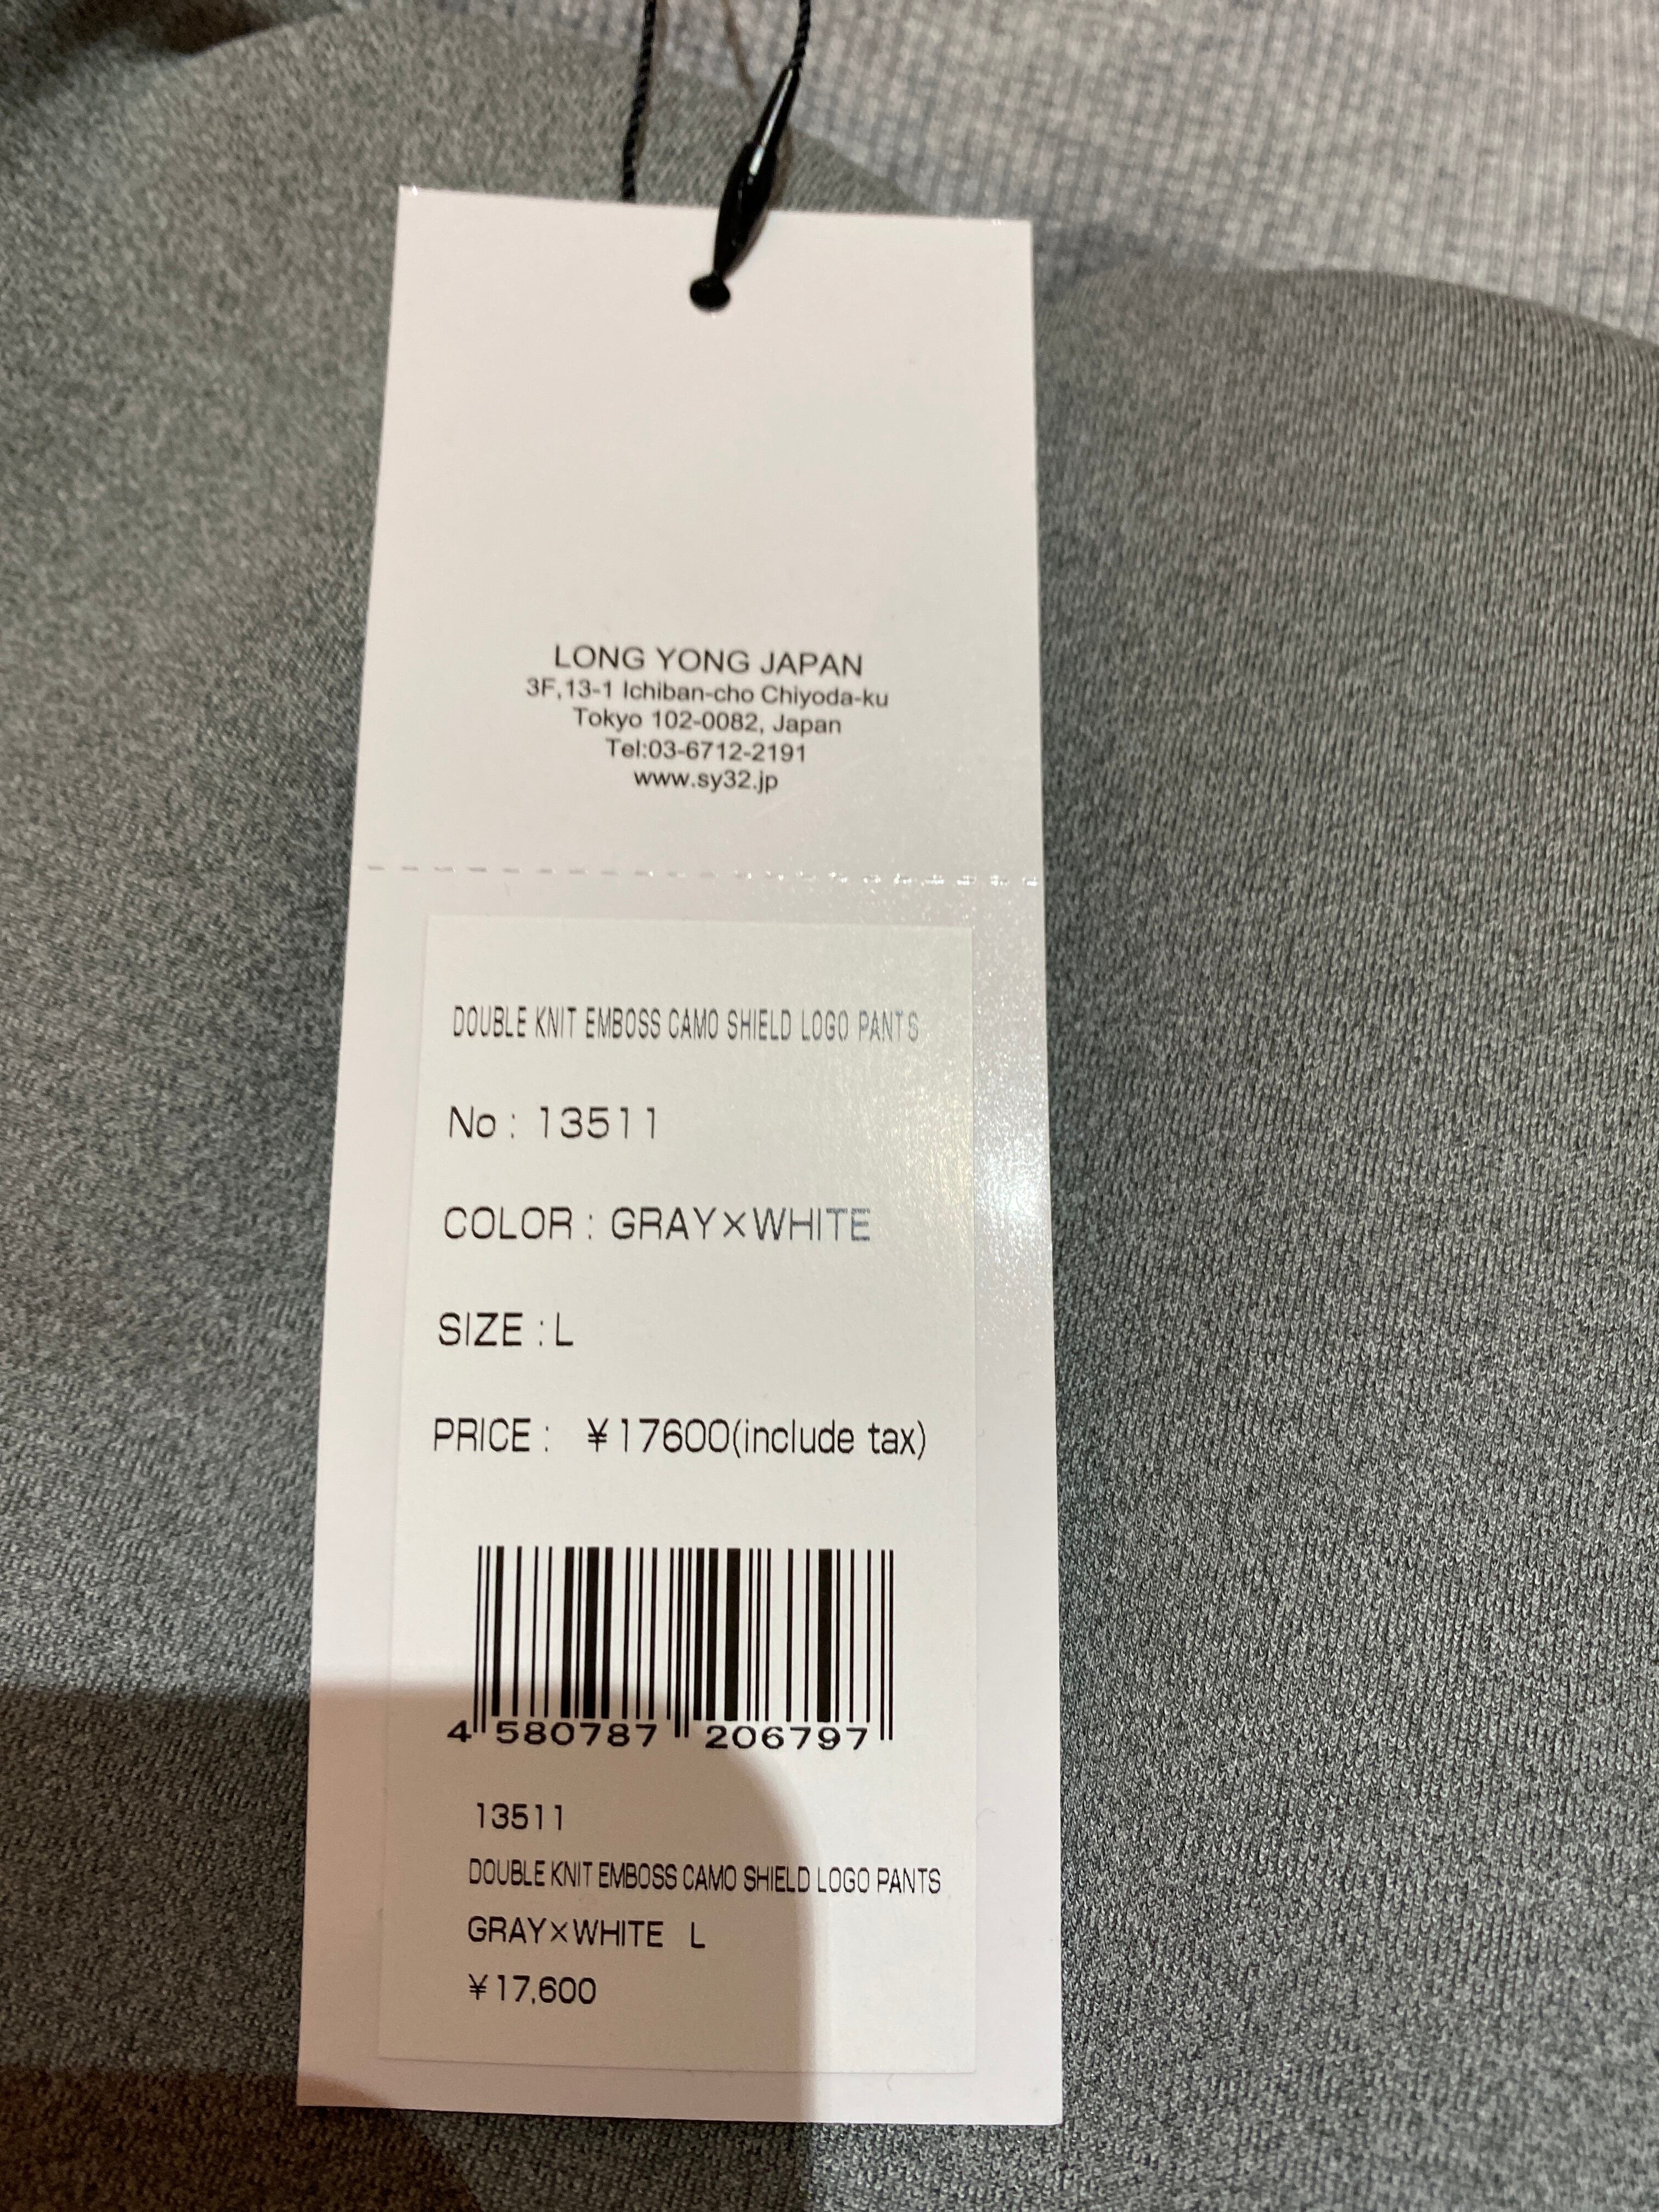 LONG YONG JAPAN
3F,13-1 Ichiban-cho Chiyoda-ku
Tokyo 102-0082, Japan
Tel:03-6712-2191
www.sy32.jp
DOUBLE KNIT EMBOSS CAMO SHIELD LOGO PANTS
No : 13511
COLOR : GRAY×WHITE
SIZE : L
PRICE : ¥17600(include tax)
4 580787 206797
13511
DOUBLE KNIT EMBOSS CAMO SHIELD LOGO PANTS
GRAY×WHITE L
¥17,600